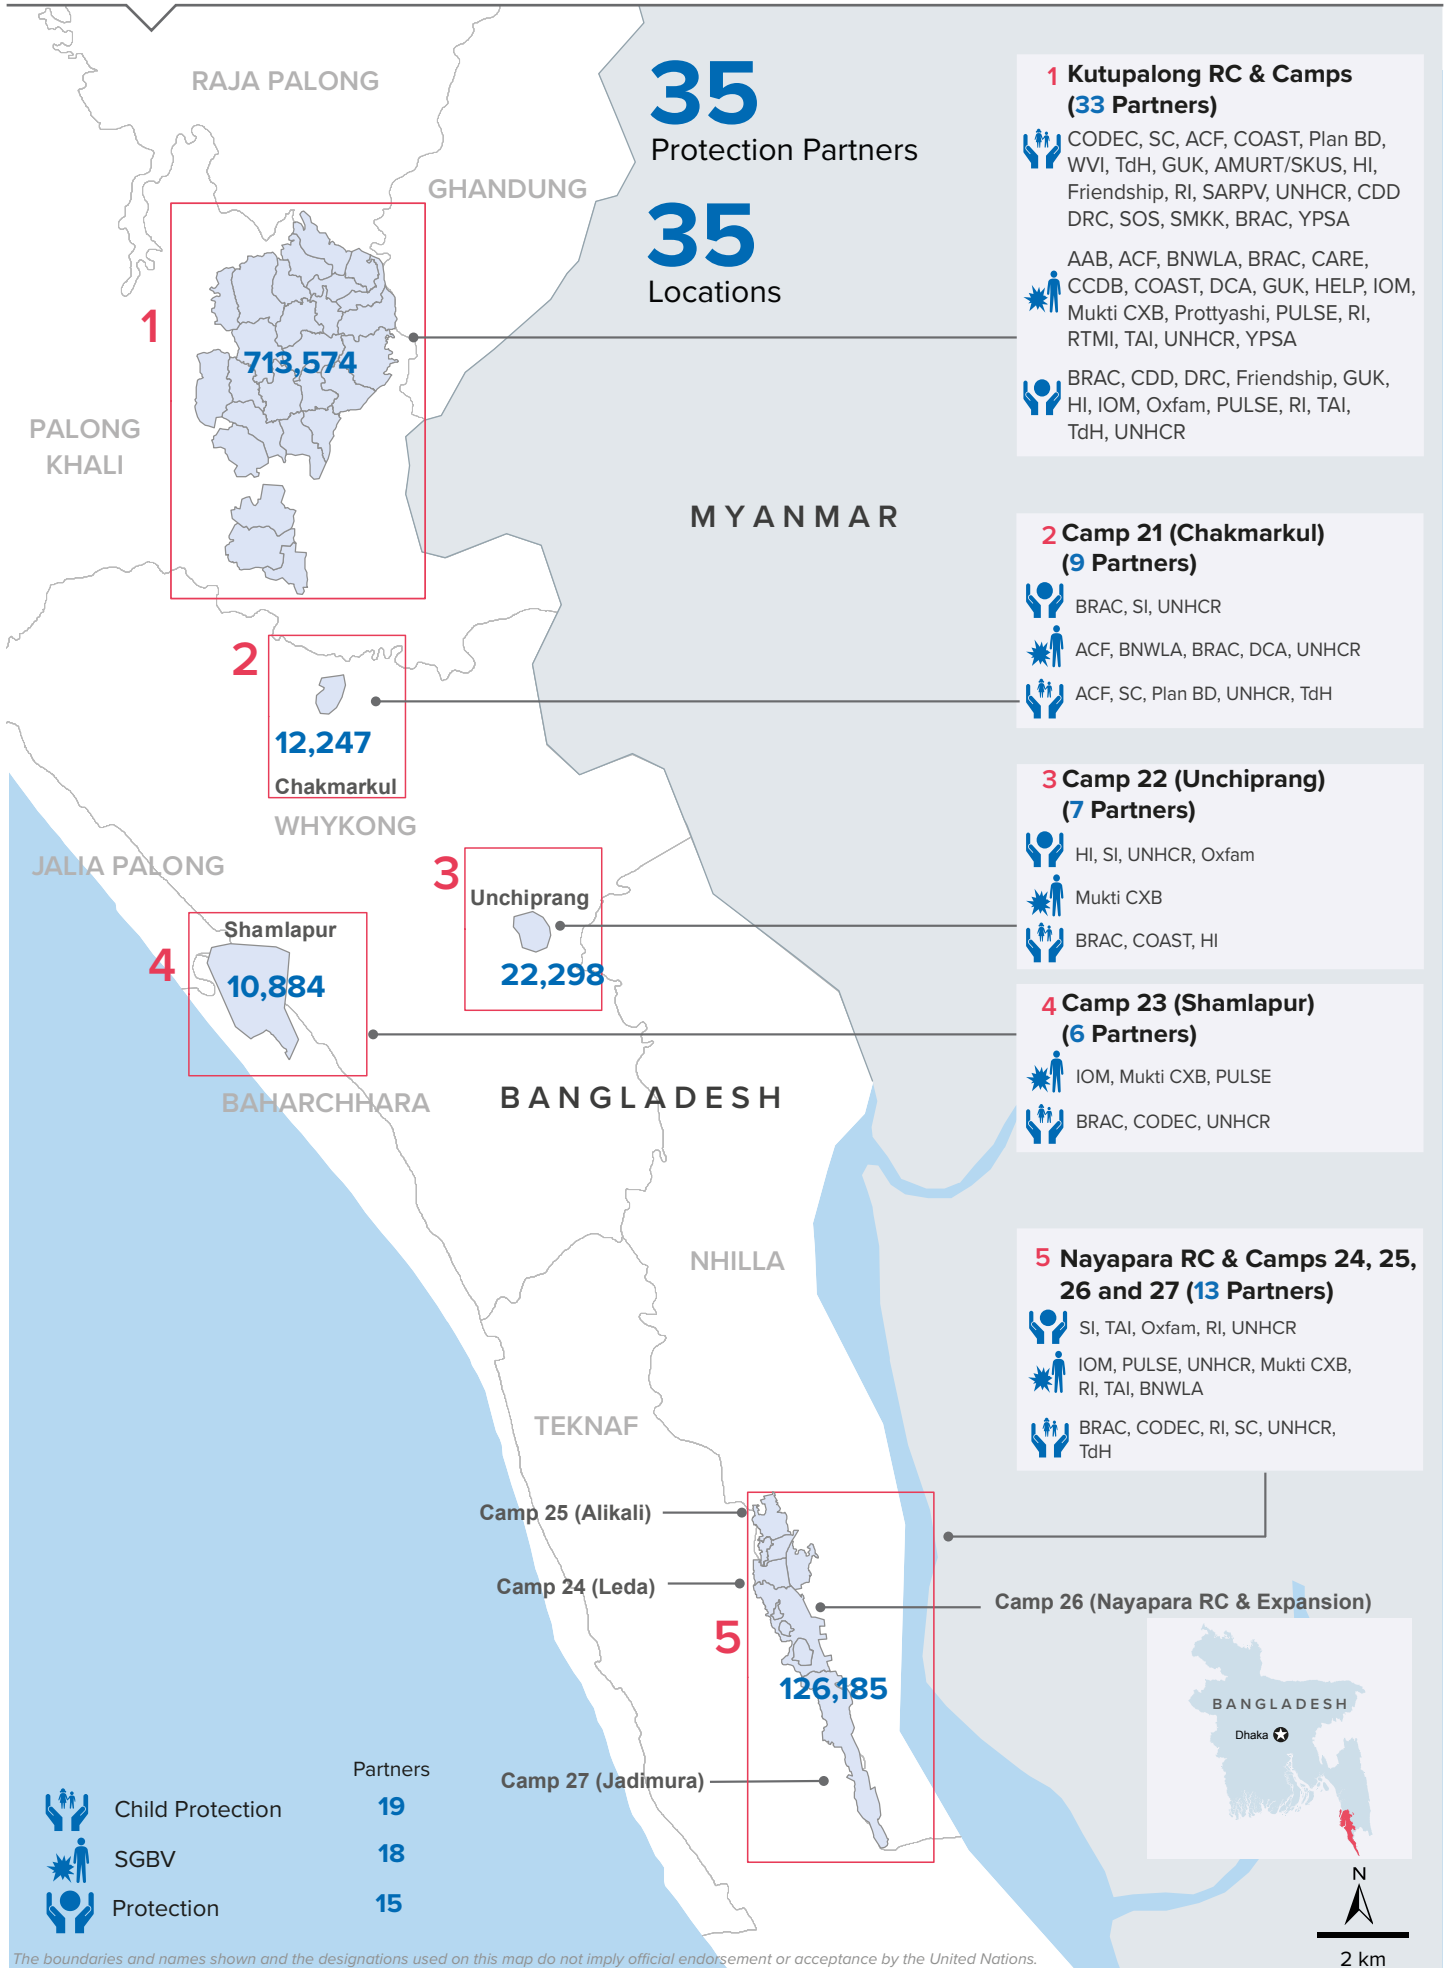 RAJA PALONG
GHANDUNG
35
Protection Partners
35
Locations
1
713,574
PALONG
KHALI
MYANMAR
2
12,247
Chakmarkul
WHYKONG
JALIA PALONG
3
Unchiprang
22,298
Shamlapur
4
10,884
BAHARCHHARA
BANGLADESH
NHILLA
TEKNAF
Camp 25 (Alikali)
Camp 24 (Leda)
5
Camp 26 (Nayapara RC & Expansion)
126,185
Camp 27 (Jadimura)
1 Kutupalong RC & Camps
(33 Partners)
CODEC, SC, ACF, COAST, Plan BD,
WVI, TdH, GUK, AMURT/SKUS, HI,
Friendship, RI, SARPV, UNHCR, CDD
DRC, SOS, SMKK, BRAC, YPSA
AAB, ACF, BNWLA, BRAC, CARE,
CCDB, COAST, DCA, GUK, HELP, IOM,
Mukti CXB, Prottyashi, PULSE, RI,
RTMI, TAI, UNHCR, YPSA
BRAC, CDD, DRC, Friendship, GUK,
HI, IOM, Oxfam, PULSE, RI, TAI,
TdH, UNHCR
2 Camp 21 (Chakmarkul)
(9 Partners)
BRAC, SI, UNHCR
ACF, BNWLA, BRAC, DCA, UNHCR
ACF, SC, Plan BD, UNHCR, TdH
3 Camp 22 (Unchiprang)
(7 Partners)
HI, SI, UNHCR, Oxfam
Mukti CXB
BRAC, COAST, HI
4 Camp 23 (Shamlapur)
(6 Partners)
IOM, Mukti CXB, PULSE
BRAC, CODEC, UNHCR
5 Nayapara RC & Camps 24, 25,
26 and 27 (13 Partners)
SI, TAI, Oxfam, RI, UNHCR
IOM, PULSE, UNHCR, Mukti CXB,
RI, TAI, BNWLA
BRAC, CODEC, RI, SC, UNHCR,
TdH
BANGLADESH
Dhaka
N
2 km
Partners
Child Protection 19
SGBV 18
Protection 15
The boundaries and names shown and the designations used on this map do not imply official endorsement or acceptance by the United Nations.